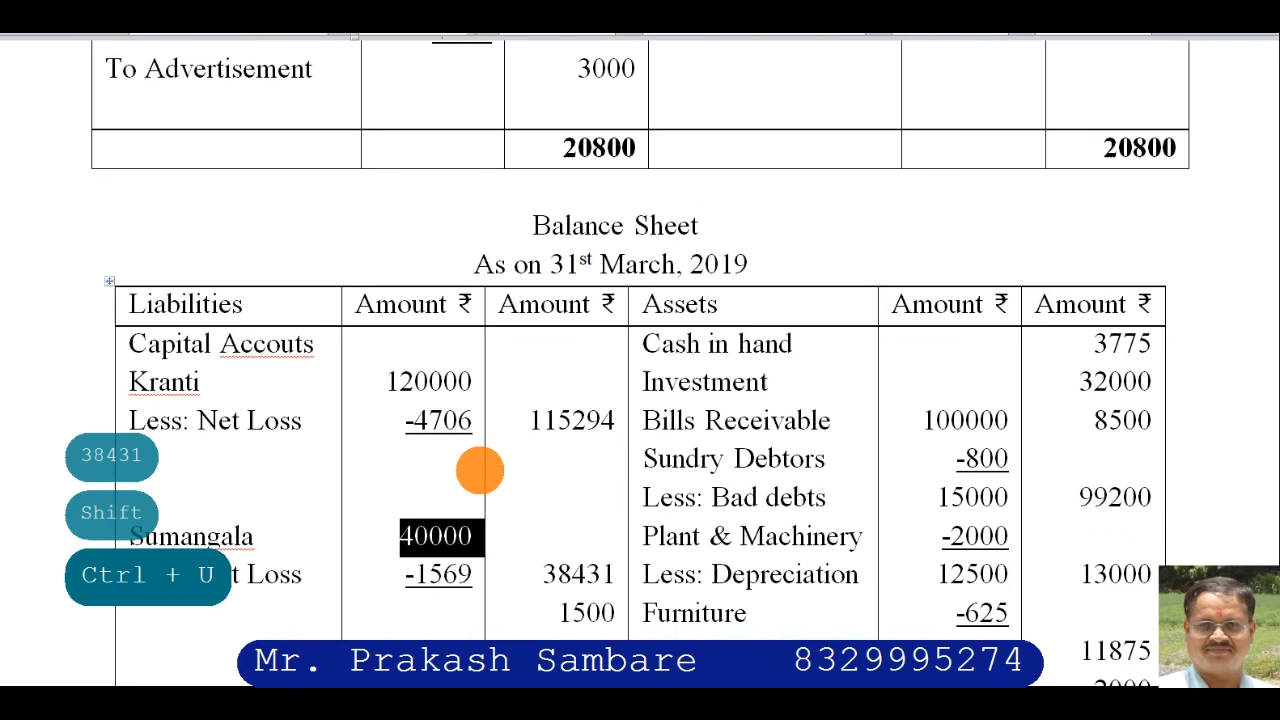 To Advertisement 3000
20800 20800
Balance Sheet
As on 31st March, 2019
Liabilities Amount ₹ Amount ₹ Assets Amount ₹ Amount ₹
Capital Accouts Cash in hand 3775
Kranti 120000 Investment 32000
Less: Net Loss -4706 115294 Bills Receivable 100000 8500
38431 Sundry Debtors -800
Shift Less: Bad debts 15000 99200
Sumangala 40000 Plant & Machinery -2000
Ctrl + U t Loss -1569 38431 Less: Depreciation 12500 13000
1500 Furniture -625
Mr. Prakash Sambare 8329995274 11875